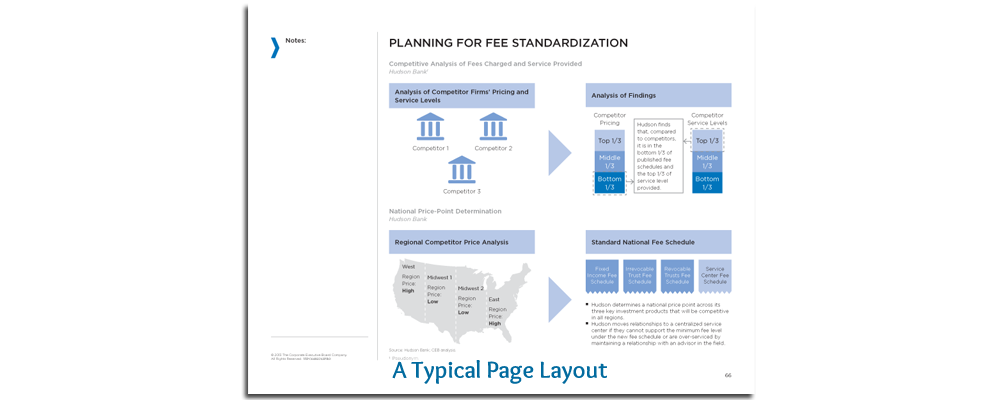 Notes:
PLANNING FOR FEE STANDARDIZATION
Competitive Analysis of Fees Charged and Service Provided
Hudson Bank¹
Analysis of Competitor Firms' Pricing and
Service Levels
Competitor 1
Competitor 2
Competitor 3
Analysis of Findings
Competitor
Pricing
Top 1/3
Middle
1/3
Bottom
1/3
Hudson finds
that, compared
to competitors,
it is in the
bottom 1/3 of
published fee
schedules and
the top 1/3 of
service level
provided.
Competitor
Service Levels
Top 1/3
Middle
1/3
Bottom
1/3
National Price-Point Determination
Hudson Bank
Regional Competitor Price Analysis
West
Region
Price:
High
Midwest 1
Region
Price:
Low
Midwest 2
Region
Price:
Low
East
Region
Price:
High
Standard National Fee Schedule
Fixed
Income Fee
Schedule
Irrevocable
Trust Fee
Schedule
Revocable
Trusts Fee
Schedule
Service
Center Fee
Schedule
• Hudson determines a national price point across its
three key investment products that will be competitive
in all regions.
• Hudson moves relationships to a centralized service
center if they cannot support the minimum fee level
under the new fee schedule or are over-serviced by
maintaining a relationship with an advisor in the field.
Source: Hudson Bank; CEB analysis.
¹ Pseudonym.
© 2012 The Corporate Executive Board Company.
All Rights Reserved.
A Typical Page Layout
66